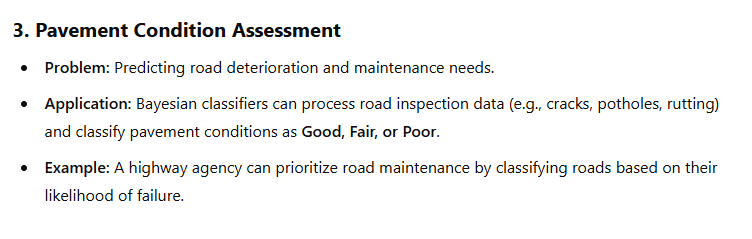 3. Pavement Condition Assessment
• Problem: Predicting road deterioration and maintenance needs.
• Application: Bayesian classifiers can process road inspection data (e.g., cracks, potholes, rutting)
and classify pavement conditions as Good, Fair, or Poor.
• Example: A highway agency can prioritize road maintenance by classifying roads based on their
likelihood of failure.